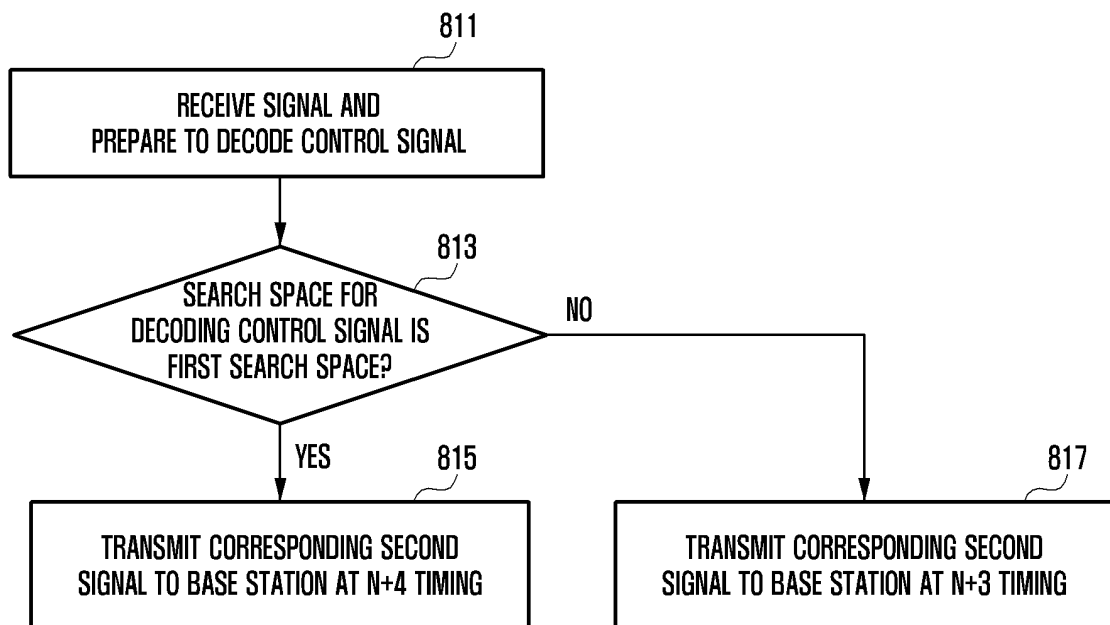 811
RECEIVE SIGNAL AND
PREPARE TO DECODE CONTROL SIGNAL
813
SEARCH SPACE FOR
DECODING CONTROL SIGNAL IS
FIRST SEARCH SPACE?
NO
YES
815
TRANSMIT CORRESPONDING SECOND
SIGNAL TO BASE STATION AT N+4 TIMING
817
TRANSMIT CORRESPONDING SECOND
SIGNAL TO BASE STATION AT N+3 TIMING